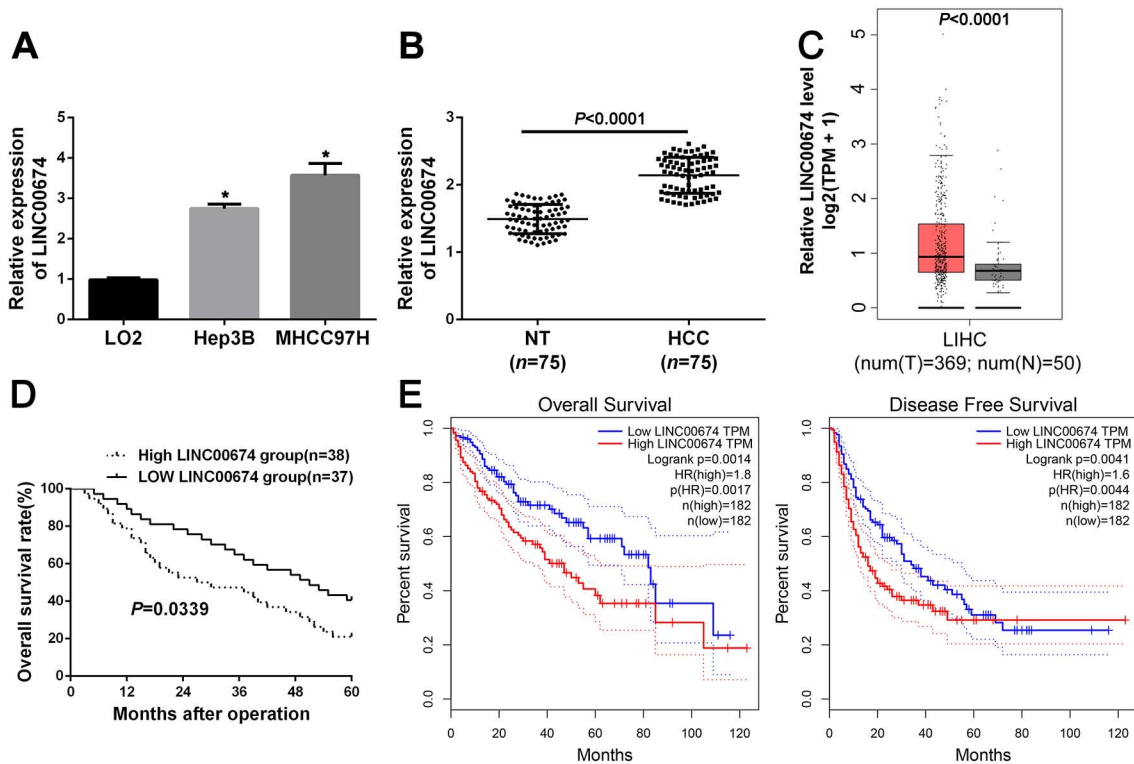 A
Relative expression
of LINC00674
5
4
3
2
1
0
*
*
LO2
Hep3B
MHCC97H
B
Relative expression
of LINC00674
3
2
1
0
P<0.0001
NT
(n=75)
HCC
(n=75)
C
Relative LINC00674 level
log2(TPM + 1)
P<0.0001
5
4
3
2
1
0
LIHC
(num(T)=369; num(N)=50)
D
High LINC00674 group(n=38)
LOW LINC00674 group(n=37)
Overall survival rate(%)
100
80
60
40
20
0
P=0.0339
0 12 24 36 48 60
Months after operation
E
Overall Survival
Percent survival
1.0
0.8
0.6
0.4
0.2
0.0
Low LINC00674 TPM
High LINC00674 TPM
Logrank p=0.0014
HR(high)=1.8
p(HR)=0.0017
n(high)=182
n(low)=182
0 20 40 60 80 100 120
Months
Disease Free Survival
Percent survival
1.0
0.8
0.6
0.4
0.2
0.0
Low LINC00674 TPM
High LINC00674 TPM
Logrank p=0.0041
HR(high)=1.6
p(HR)=0.0044
n(high)=182
n(low)=182
0 20 40 60 80 100 120
Months